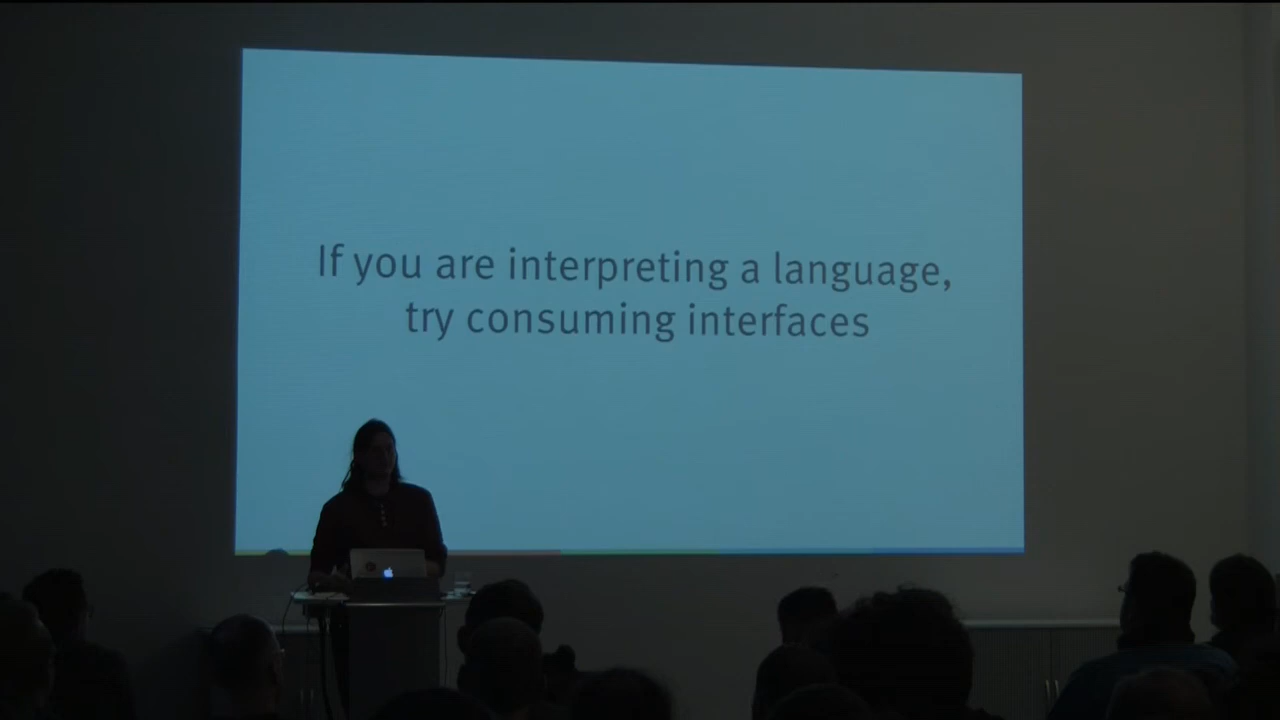 If you are interpreting a language,
try consuming interfaces